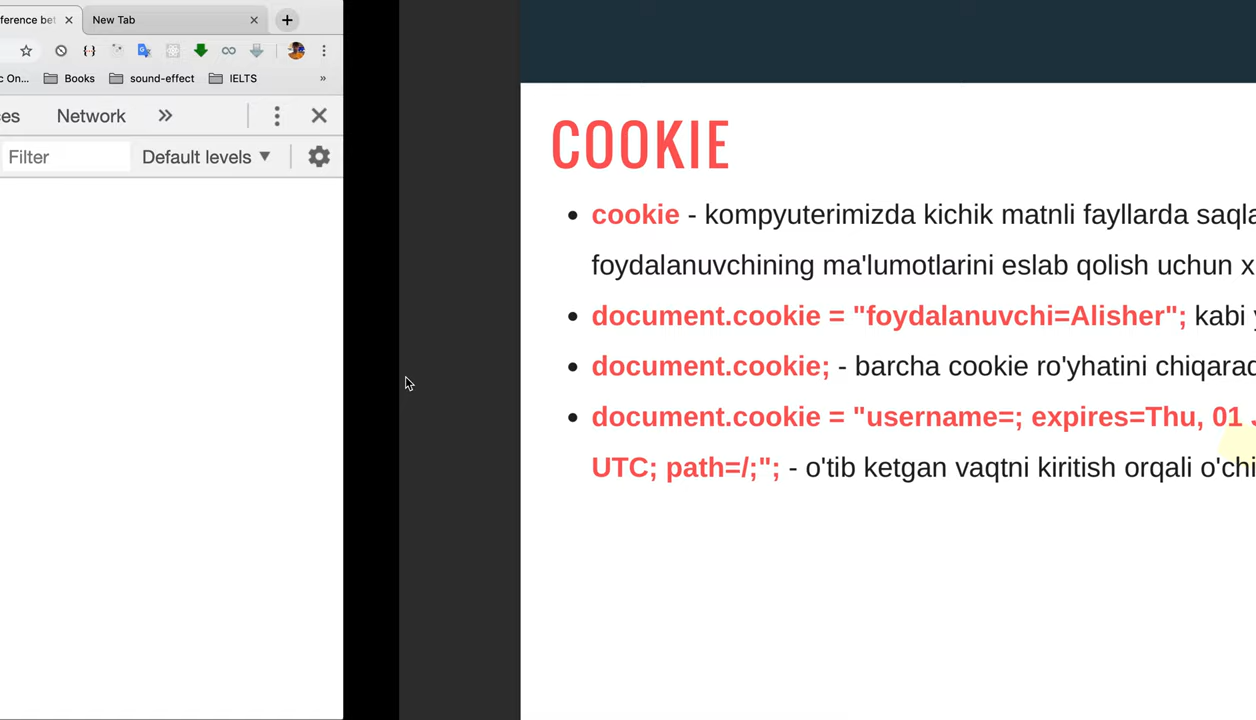 ference bet
New Tab
c On...
Books
sound-effect
IELTS
»
ces
Network
Filter
Default levels
COOKIE
cookie - kompyuterimizda kichik matnli fayllarda saqla
foydalanuvchining ma'lumotlarini eslab qolish uchun x
document.cookie = "foydalanuvchi=Alisher"; kabi y
document.cookie; - barcha cookie ro'yhatini chiqarad
document.cookie = "username=; expires=Thu, 01 J
UTC; path=/;"; - o'tib ketgan vaqtni kiritish orqali o'chi